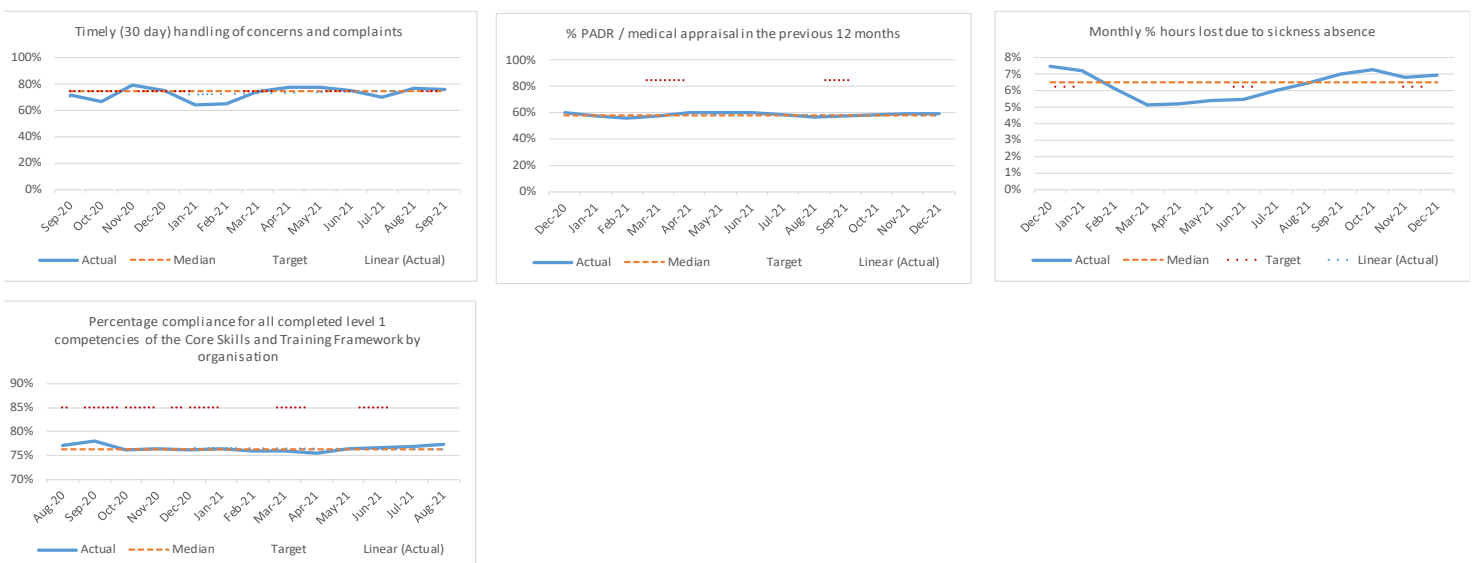 Timely (30 day) handling of concerns and complaints
100%
80%
60%
40%
20%
0%
Sep-20 Oct-20 Nov-20 Dec-20 Jan-21 Feb-21 Mar-21 Apr-21 May-21 Jun-21 Jul-21 Aug-21 Sep-21
Actual Median Target Linear (Actual)
% PADR / medical appraisal in the previous 12 months
100%
80%
60%
40%
20%
0%
Dec-20 Jan-21 Feb-21 Mar-21 Apr-21 May-21 Jun-21 Jul-21 Aug-21 Sep-21 Oct-21 Nov-21 Dec-21
Actual Median Target Linear (Actual)
Monthly % hours lost due to sickness absence
8%
7%
6%
5%
4%
3%
2%
1%
0%
Dec-20 Jan-21 Feb-21 Mar-21 Apr-21 May-21 Jun-21 Jul-21 Aug-21 Sep-21 Oct-21 Nov-21 Dec-21
Actual Median Target Linear (Actual)
Percentage compliance for all completed level 1
competencies of the Core Skills and Training Framework by
organisation
90%
85%
80%
75%
70%
Aug-20 Sep-20 Oct-20 Nov-20 Dec-20 Jan-21 Feb-21 Mar-21 Apr-21 May-21 Jun-21 Jul-21 Aug-21
Actual Median Target Linear (Actual)